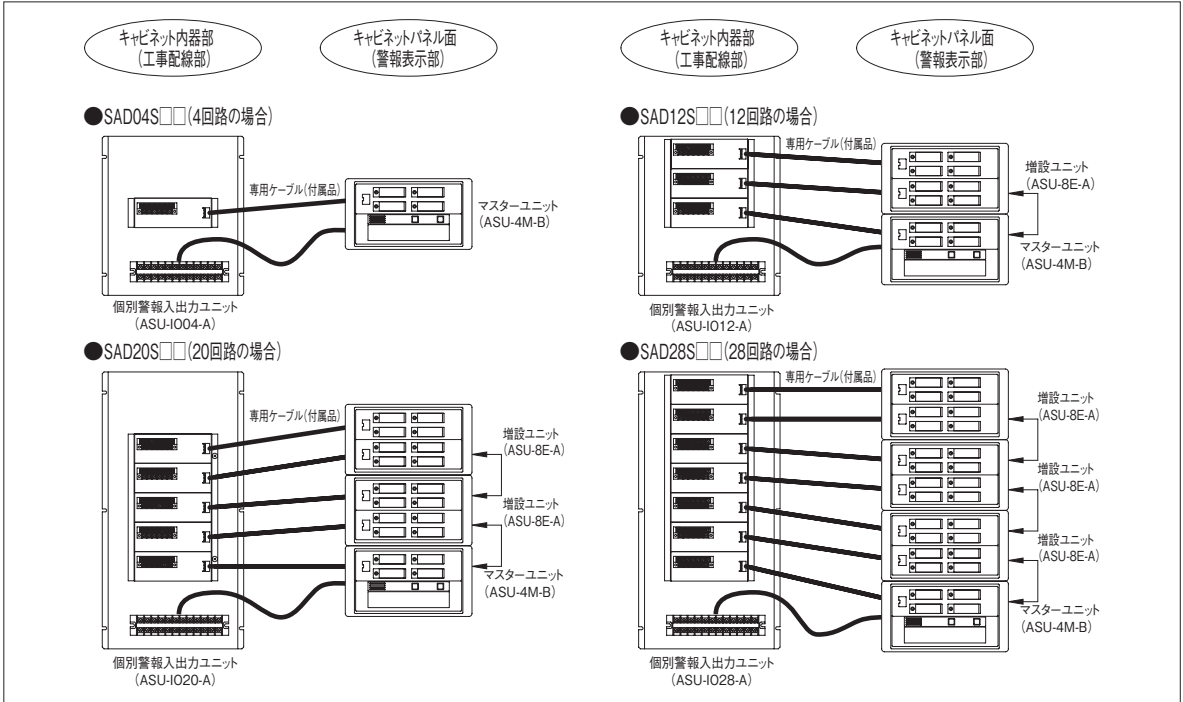 キャビネット内器部
(工事配線部)
キャビネットパネル面
(警報表示部)
キャビネット内器部
(工事配線部)
キャビネットパネル面
(警報表示部)
●SAD04S□□(4回路の場合)
専用ケーブル(付属品)
マスターユニット
(ASU-4M-B)
個別警報入出力ユニット
(ASU-IO04-A)
●SAD12S□□(12回路の場合)
専用ケーブル(付属品)
増設ユニット
(ASU-8E-A)
マスターユニット
(ASU-4M-B)
個別警報入出力ユニット
(ASU-IO12-A)
●SAD20S□□(20回路の場合)
専用ケーブル(付属品)
増設ユニット
(ASU-8E-A)
増設ユニット
(ASU-8E-A)
マスターユニット
(ASU-4M-B)
個別警報入出力ユニット
(ASU-IO20-A)
●SAD28S□□(28回路の場合)
専用ケーブル(付属品)
増設ユニット
(ASU-8E-A)
増設ユニット
(ASU-8E-A)
増設ユニット
(ASU-8E-A)
マスターユニット
(ASU-4M-B)
個別警報入出力ユニット
(ASU-IO28-A)